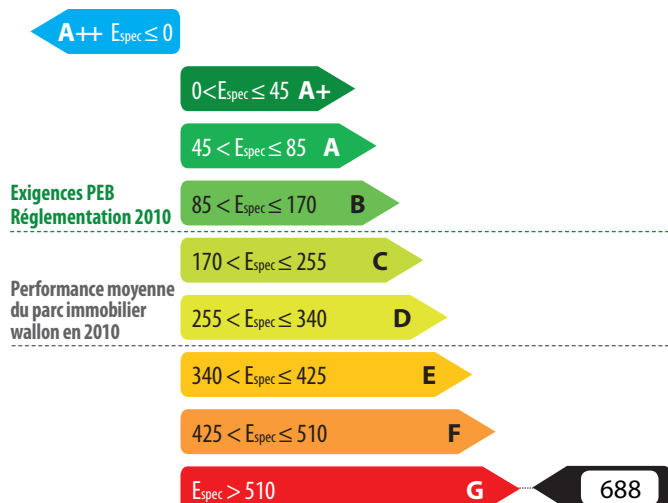 A++ Espec ≤ 0
0<Espec ≤ 45 A+
45 < Espec ≤ 85 A
Exigences PEB
Réglementation 2010
85 < Espec ≤ 170 B
170 < Espec ≤ 255 C
Performance moyenne
du parc immobilier
wallon en 2010
255 < Espec ≤ 340 D
340 < Espec ≤ 425 E
425 < Espec ≤ 510 F
Espec > 510 G
688